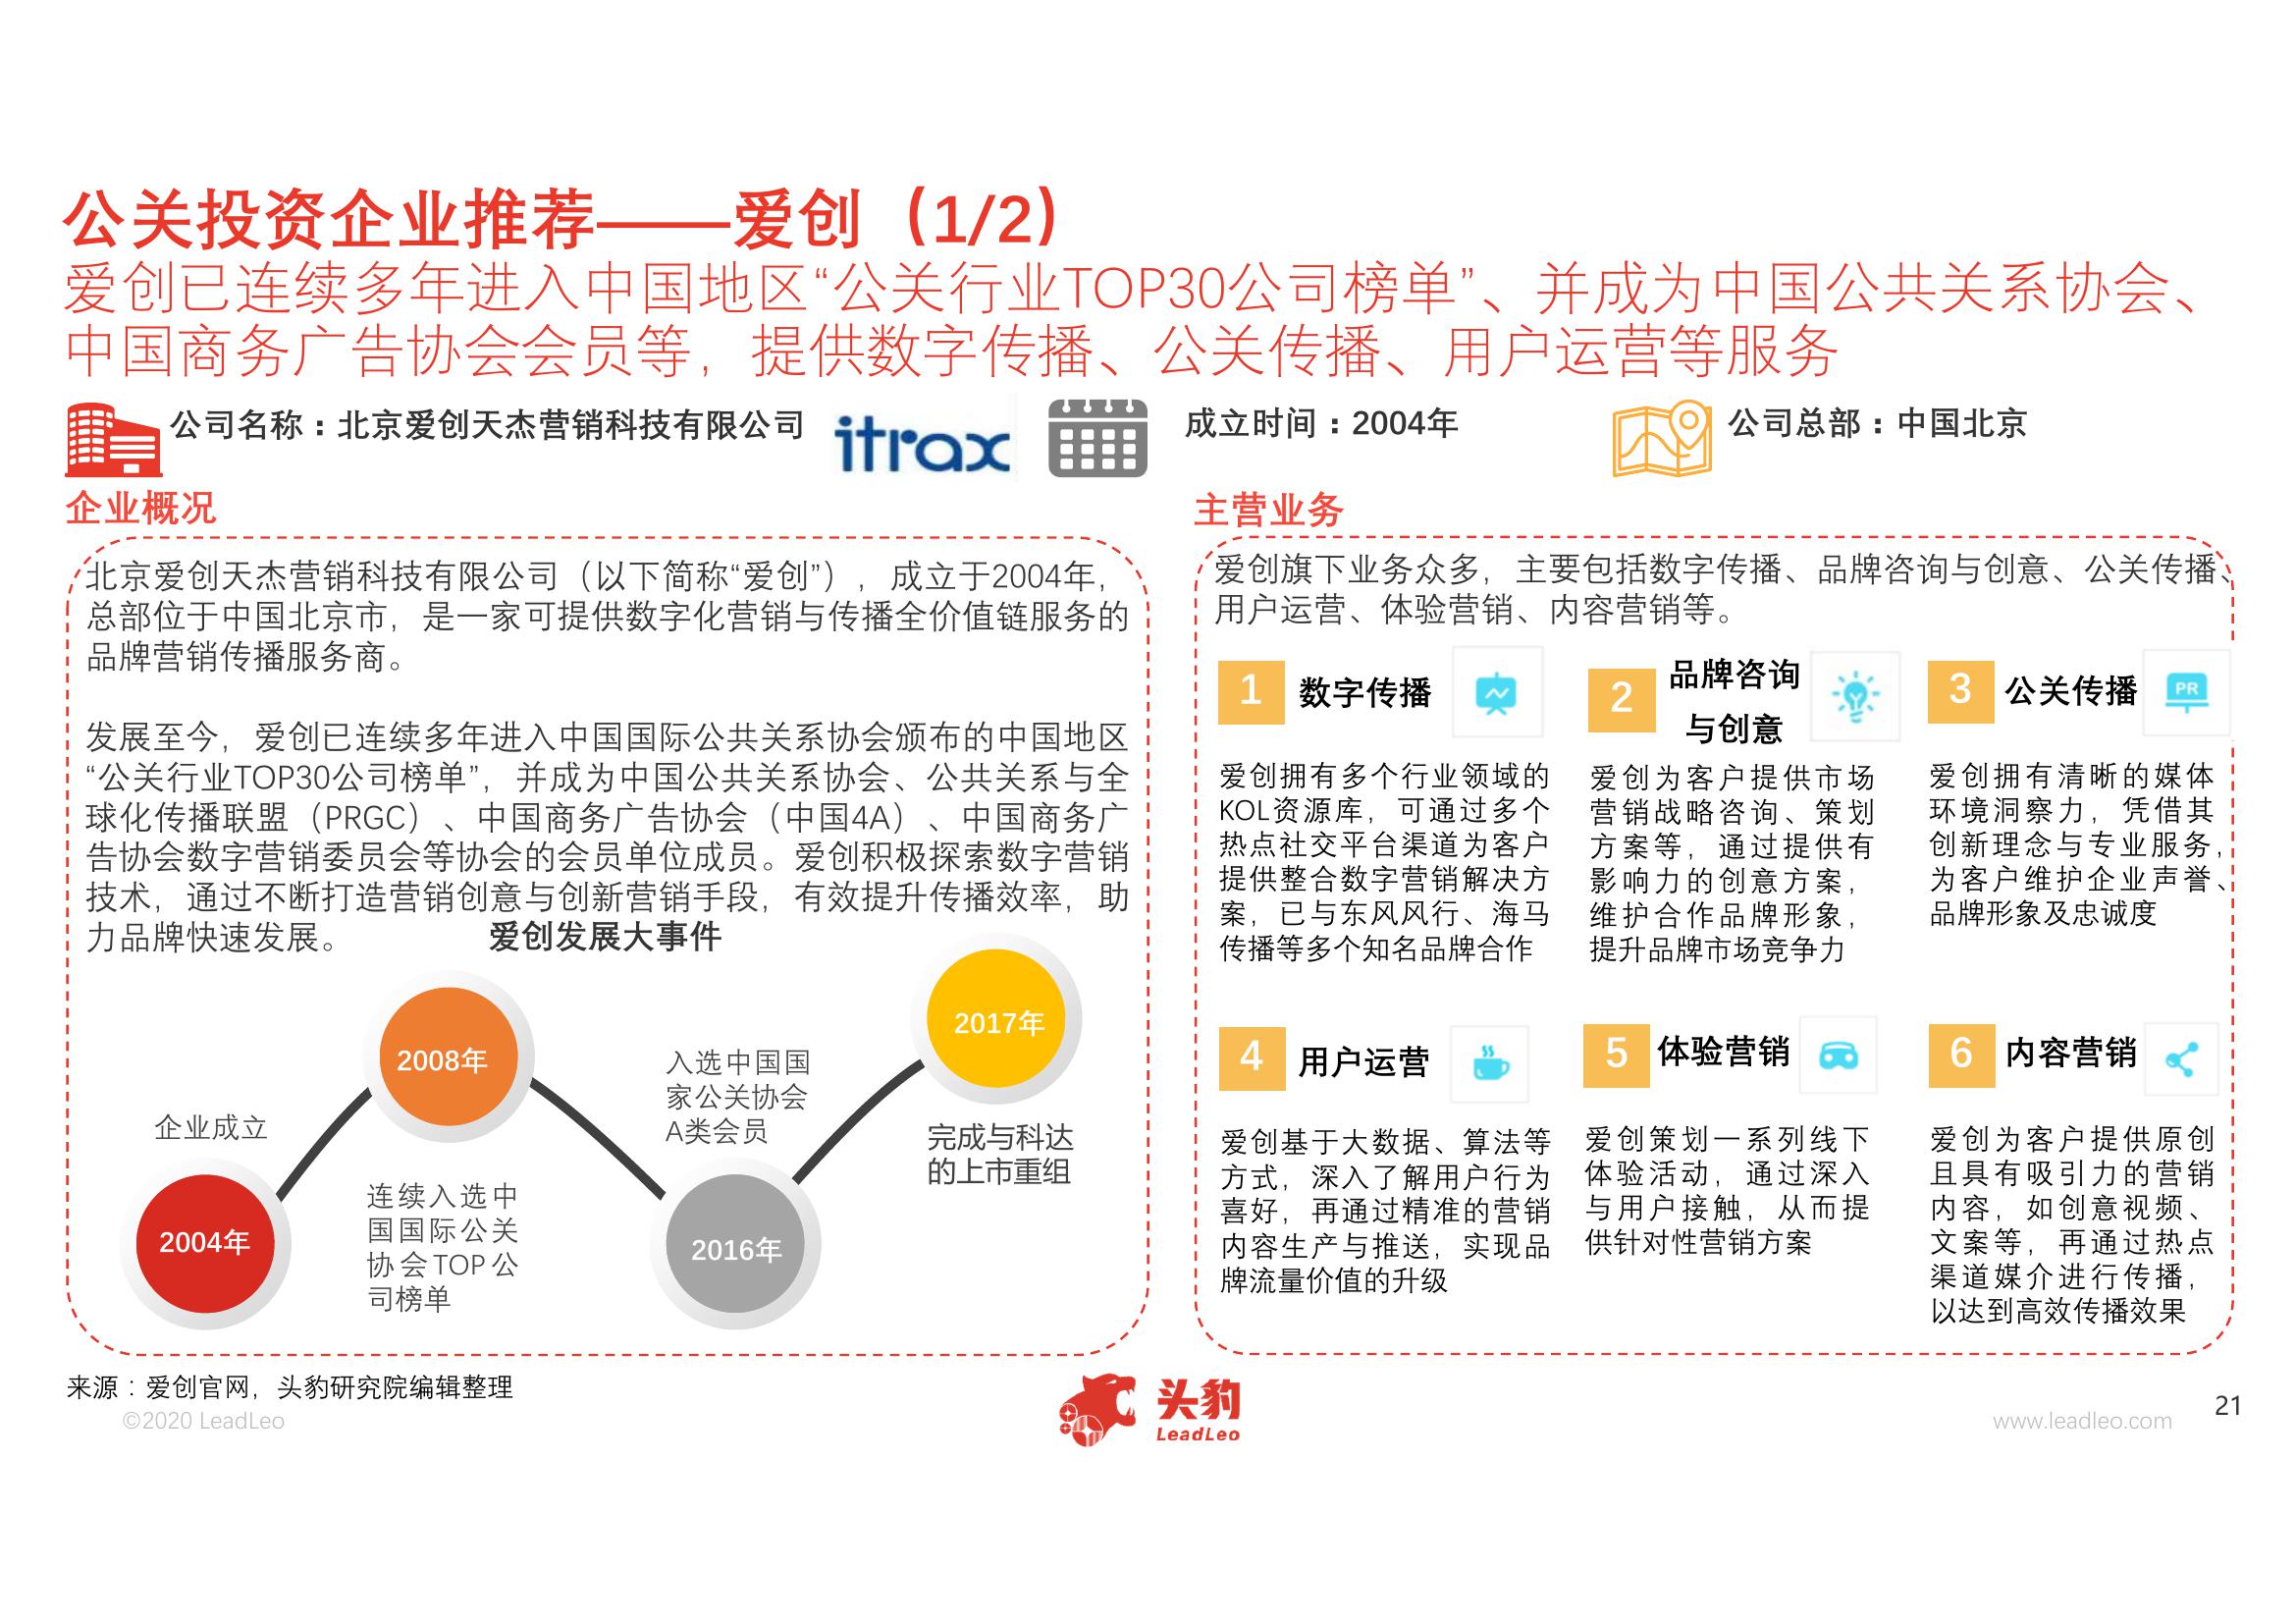 公关投资企业推荐——爱创（1/2）
爱创已连续多年进入中国地区“公关行业TOP30公司榜单”、并成为中国公共关系协会、
中国商务广告协会会员等，提供数字传播、公关传播、用户运营等服务
公司名称：北京爱创天杰营销科技有限公司
itrax
成立时间：2004年
公司总部：中国北京
企业概况
北京爱创天杰营销科技有限公司（以下简称“爱创”），成立于2004年，
总部位于中国北京市，是一家可提供数字化营销与传播全价值链服务的
品牌营销传播服务商。
发展至今，爱创已连续多年进入中国国际公共关系协会颁布的中国地区
“公关行业TOP30公司榜单”，并成为中国公共关系协会、公共关系与全
球化传播联盟（PRGC）、中国商务广告协会（中国4A）、中国商务广
告协会数字营销委员会等协会的会员单位成员。爱创积极探索数字营销
技术，通过不断打造营销创意与创新营销手段，有效提升传播效率，助
力品牌快速发展。
爱创发展大事件
企业成立
2004年
2008年
连续入选中
国国际公关
协会TOP公
司榜单
入选中国国
家公关协会
A类会员
2016年
2017年
完成与科达
的上市重组
主营业务
爱创旗下业务众多，主要包括数字传播、品牌咨询与创意、公关传播、
用户运营、体验营销、内容营销等。
1 数字传播
爱创拥有多个行业领域的
KOL资源库，可通过多个
热点社交平台渠道为客户
提供整合数字营销解决方
案，已与东风风行、海马
传播等多个知名品牌合作
2 品牌咨询
与创意
爱创为客户提供市场
营销战略咨询、策划
方案等，通过提供有
影响力的创意方案，
维护合作品牌形象，
提升品牌市场竞争力
3 公关传播
PR
爱创拥有清晰的媒体
环境洞察力，凭借其
创新理念与专业服务，
为客户维护企业声誉、
品牌形象及忠诚度
4 用户运营
爱创基于大数据、算法等
方式，深入了解用户行为
喜好，再通过精准的营销
内容生产与推送，实现品
牌流量价值的升级
5 体验营销
爱创策划一系列线下
体验活动，通过深入
与用户接触，从而提
供针对性营销方案
6 内容营销
爱创为客户提供原创
且具有吸引力的营销
内容，如创意视频、
文案等，再通过热点
渠道媒介进行传播，
以达到高效传播效果
来源：爱创官网，头豹研究院编辑整理
©2020 LeadLeo
头豹
LeadLeo
www.leadleo.com
21